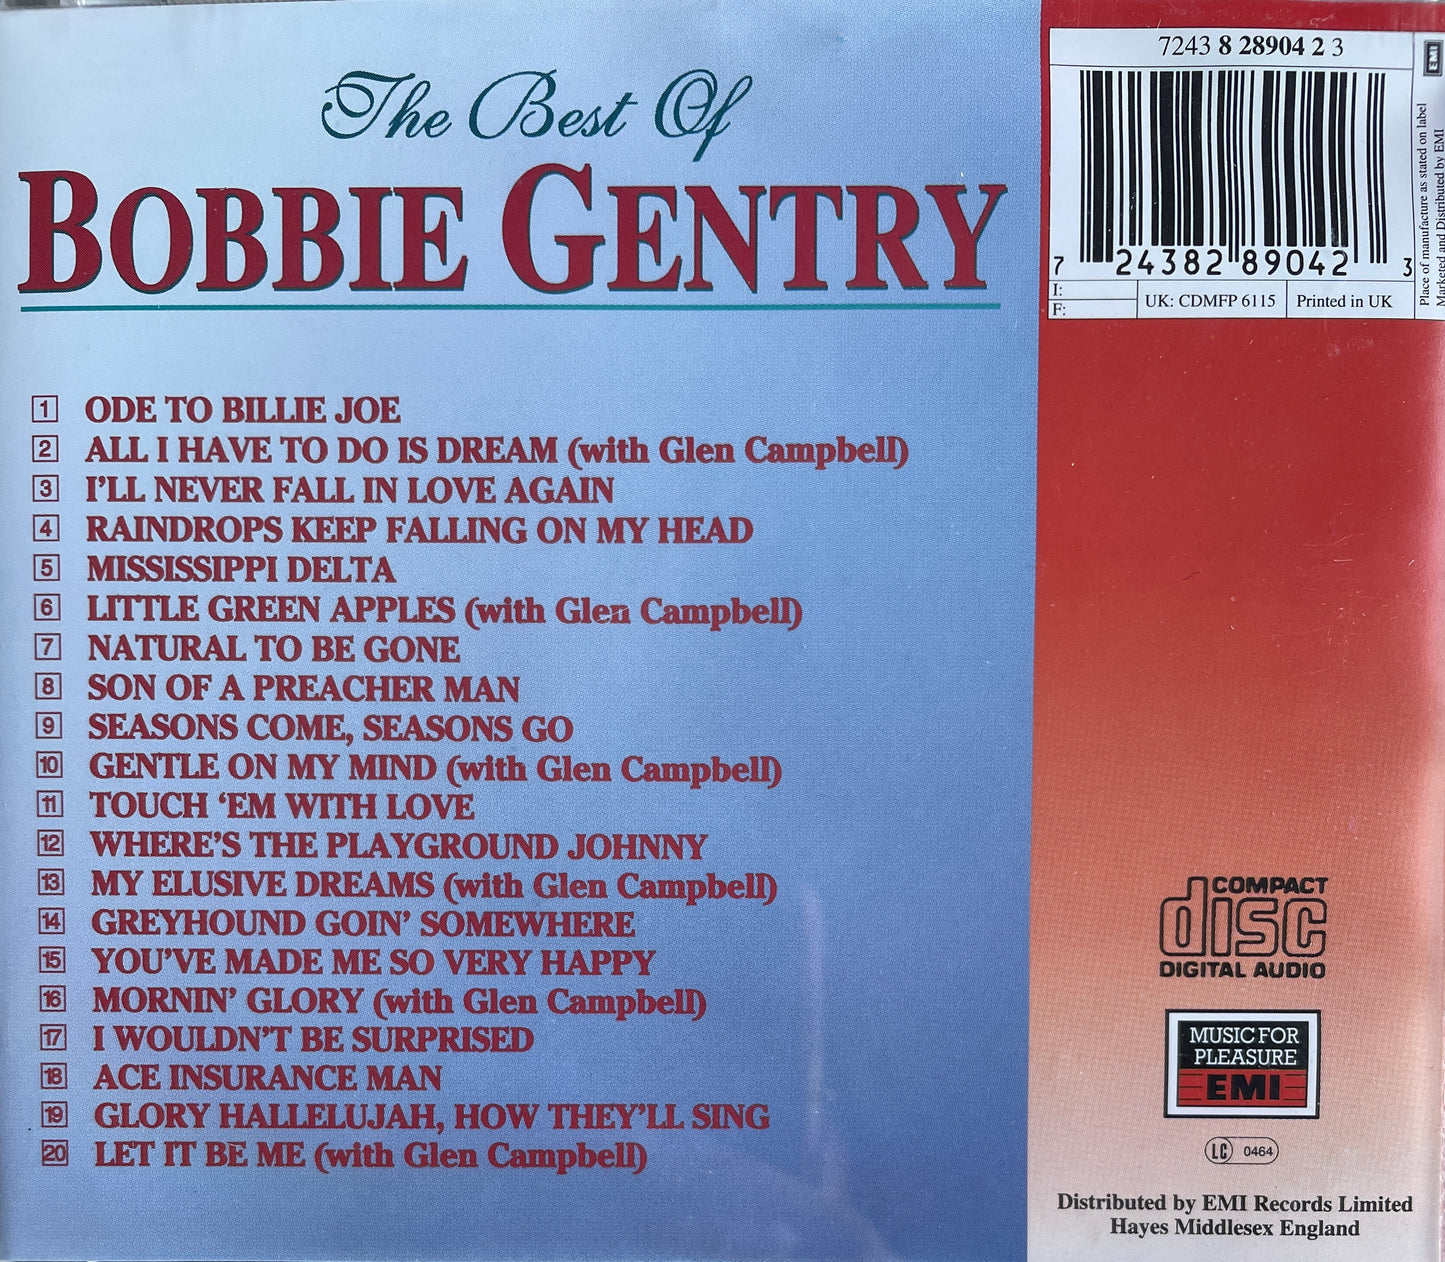 The Best Of
BOBBIE GENTRY
1 ODE TO BILLIE JOE
2 ALL I HAVE TO DO IS DREAM (with Glen Campbell)
3 I'LL NEVER FALL IN LOVE AGAIN
4 RAINDROPS KEEP FALLING ON MY HEAD
5 MISSISSIPPI DELTA
6 LITTLE GREEN APPLES (with Glen Campbell)
7 NATURAL TO BE GONE
8 SON OF A PREACHER MAN
9 SEASONS COME, SEASONS GO
10 GENTLE ON MY MIND (with Glen Campbell)
11 TOUCH 'EM WITH LOVE
12 WHERE'S THE PLAYGROUND JOHNNY
13 MY ELUSIVE DREAMS (with Glen Campbell)
14 GREYHOUND GOIN' SOMEWHERE
15 YOU'VE MADE ME SO VERY HAPPY
16 MORNIN' GLORY (with Glen Campbell)
17 I WOULDN'T BE SURPRISED
18 ACE INSURANCE MAN
19 GLORY HALLELUJAH, HOW THEY'LL SING
20 LET IT BE ME (with Glen Campbell)
7243 8 28904 2 3
7 24382 89042 3
I:
F:
UK: CDMFP 6115
Printed in UK
EMI
Place of manufacture as stated on label
Marketed and Distributed by EMI
COMPACT
disc
DIGITAL AUDIO
MUSIC FOR
PLEASURE
EMI
LC 0464
Distributed by EMI Records Limited
Hayes Middlesex England